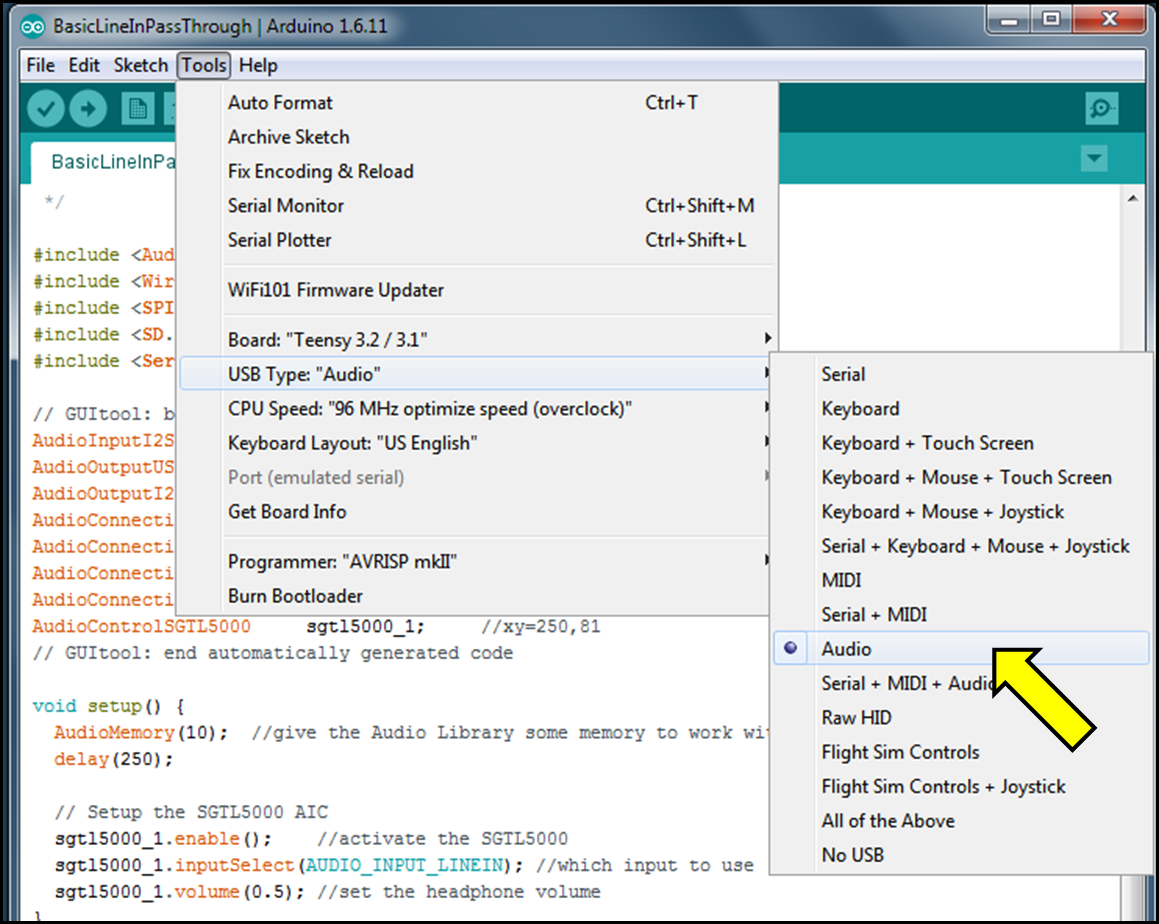 BasicLineInPassThrough | Arduino 1.6.11
File Edit Sketch Tools Help
BasicLineInPa
Auto Format Ctrl+T
Archive Sketch
Fix Encoding & Reload
Serial Monitor Ctrl+Shift+M
Serial Plotter Ctrl+Shift+L
WiFi101 Firmware Updater
Board: "Teensy 3.2 / 3.1"
USB Type: "Audio"
CPU Speed: "96 MHz optimize speed (overclock)"
Keyboard Layout: "US English"
Port (emulated serial)
Get Board Info
Programmer: "AVRISP mkII"
Burn Bootloader
Serial
Keyboard
Keyboard + Touch Screen
Keyboard + Mouse + Touch Screen
Keyboard + Mouse + Joystick
Serial + Keyboard + Mouse + Joystick
MIDI
Serial + MIDI
Audio
Serial + MIDI + Audio
Raw HID
Flight Sim Controls
Flight Sim Controls + Joystick
All of the Above
No USB
*/
#include <Aud
#include <Wir
#include <SPI
#include <SD.
#include <Ser
// GUItool: b
AudioInputI2S
AudioOutputUS
AudioOutputI2
AudioConnecti
AudioConnecti
AudioConnecti
AudioConnecti
AudioControlSGTL5000 sgtl5000_1; //xy=250,81
// GUItool: end automatically generated code
void setup() {
AudioMemory(10); //give the Audio Library some memory to work wi
delay(250);
// Setup the SGTL5000 AIC
sgtl5000_1.enable(); //activate the SGTL5000
sgtl5000_1.inputSelect(AUDIO_INPUT_LINEIN); //which input to use
sgtl5000_1.volume(0.5); //set the headphone volume
}